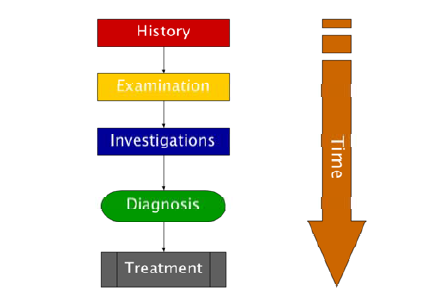 History
Examination
Investigations
Diagnosis
Treatment
Time